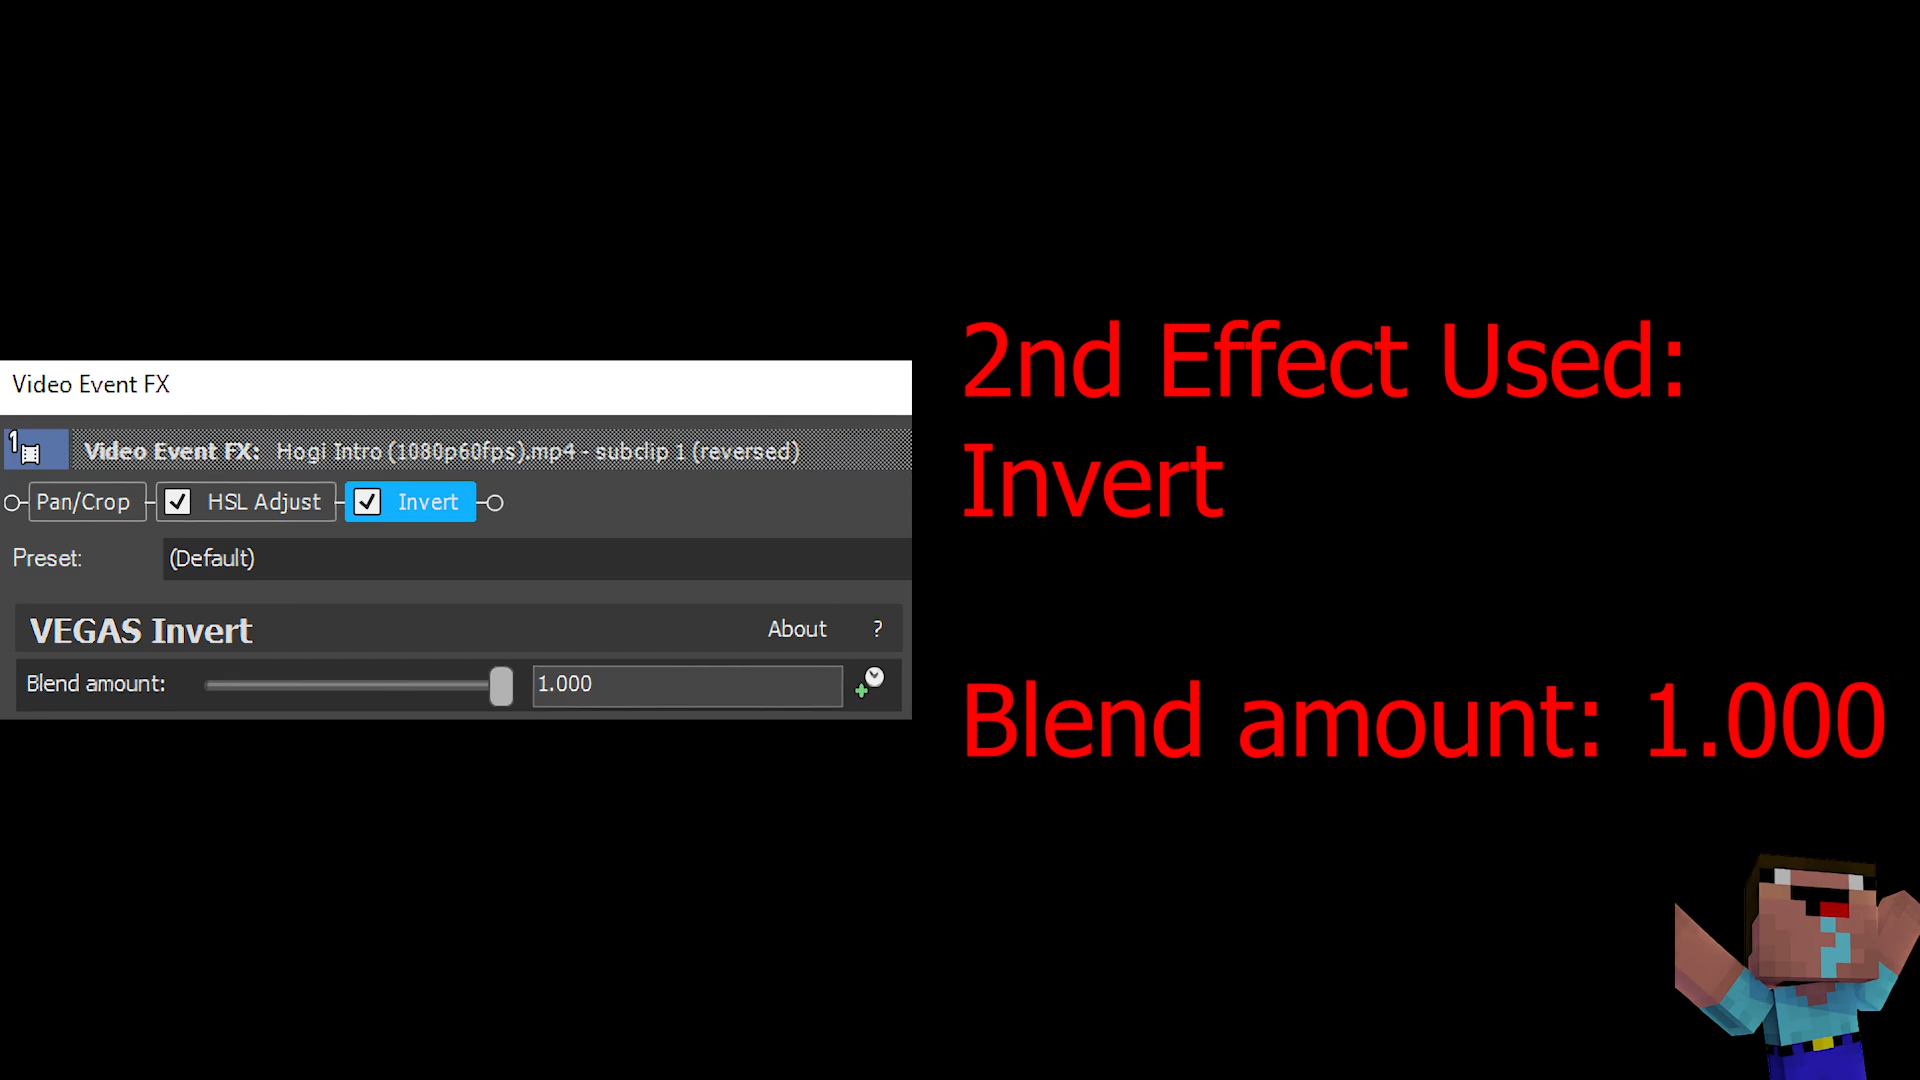 Video Event FX
1
Video Event FX: Hogi Intro (1080p60fps).mp4 - subclip 1 (reversed)
Pan/Crop HSL Adjust Invert
Preset: (Default)
VEGAS Invert About ?
Blend amount: 1.000
2nd Effect Used:
Invert
Blend amount: 1.000